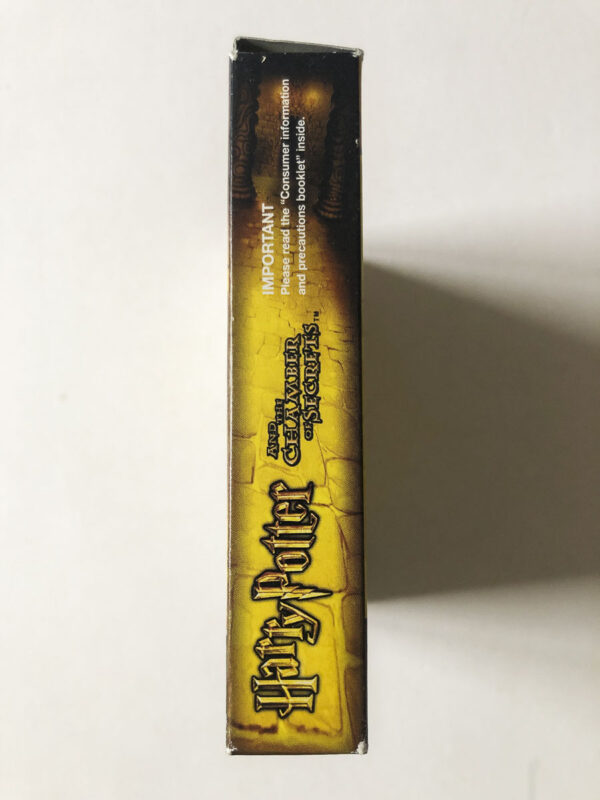 Harry Potter
AND THE
CHAMBER
OF SECRETS™
IMPORTANT
Please read the “Consumer information
and precautions booklet” inside.